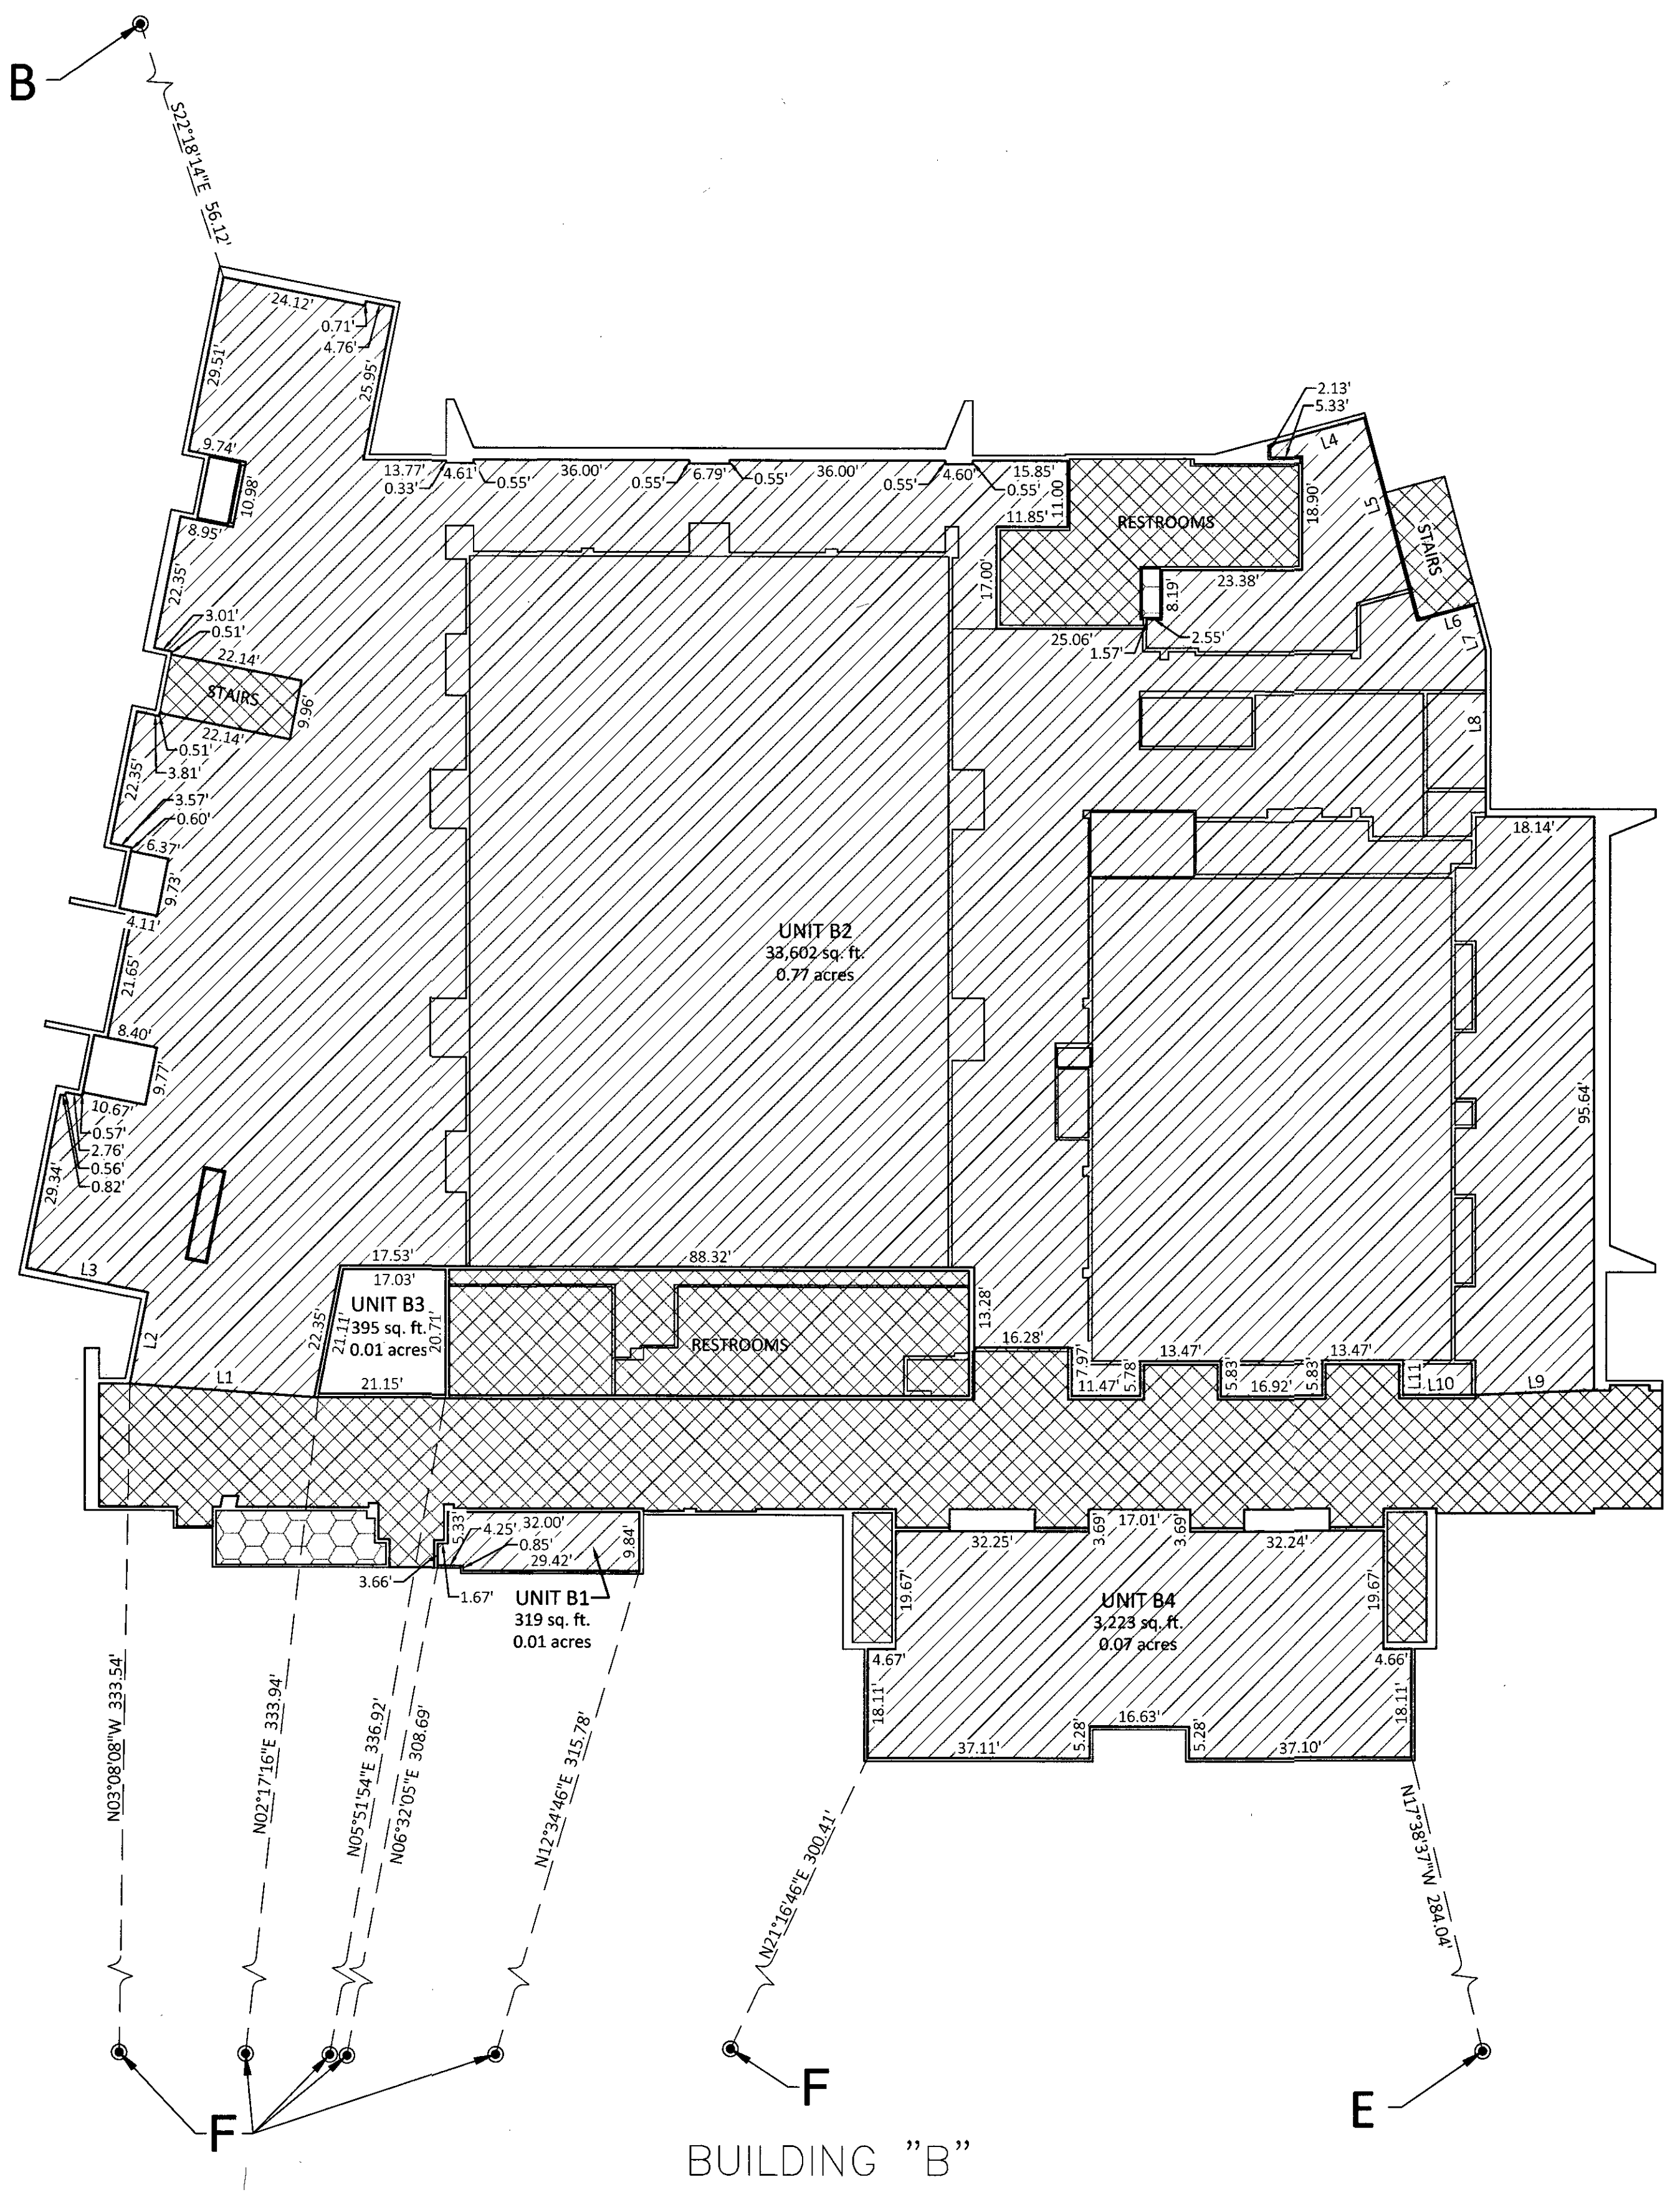 B
S22°18'14"E 56.12'
24.12'
0.71'
4.76'
29.51'
25.95'
9.74'
10.98'
8.95'
22.35'
3.01'
0.51'
22.14'
STAIRS
9.96'
22.14'
0.51'
3.81'
22.35'
3.57'
0.60'
6.37'
9.73'
4.11'
21.65'
8.40'
9.77'
10.67'
0.57'
2.76'
0.56'
0.82'
29.34'
L3
L2
L1
13.77'
0.33'
4.61'
0.55'
36.00'
0.55'
6.79'
0.55'
36.00'
0.55'
4.60'
0.55'
15.85'
11.00
11.85'
17.00'
RESTROOMS
2.13'
5.33'
L4
18.90'
L5
STAIRS
23.38'
8.19'
25.06'
1.57'
2.55'
L6
L7
L8
18.14'
UNIT B2
33,602 sq. ft.
0.77 acres
95.64'
17.53'
88.32'
17.03'
UNIT B3
395 sq. ft.
0.01 acres
22.35'
21.11'
20.71'
21.15'
RESTROOMS
13.28'
16.28'
7.97'
11.47'
5.78'
13.47'
5.83'
16.92'
5.83'
13.47'
L11
L10
L9
5.33'
32.00'
4.25'
0.85'
29.42'
9.84'
3.66'
1.67'
UNIT B1
319 sq. ft.
0.01 acres
32.25'
3.69'
17.01'
3.69'
32.24'
19.67'
UNIT B4
3,223 sq. ft.
0.07 acres
19.67'
4.67'
4.66'
18.11'
18.11'
16.63'
5.28'
5.28'
37.11'
37.10'
N03°08'08"W 333.54'
N02°17'16"E 333.94'
N05°51'54"E 336.92'
N06°32'05"E 308.69'
N12°34'46"E 315.78'
N21°16'46"E 300.41'
N17°38'37"W 284.04'
F
F
E
BUILDING "B"